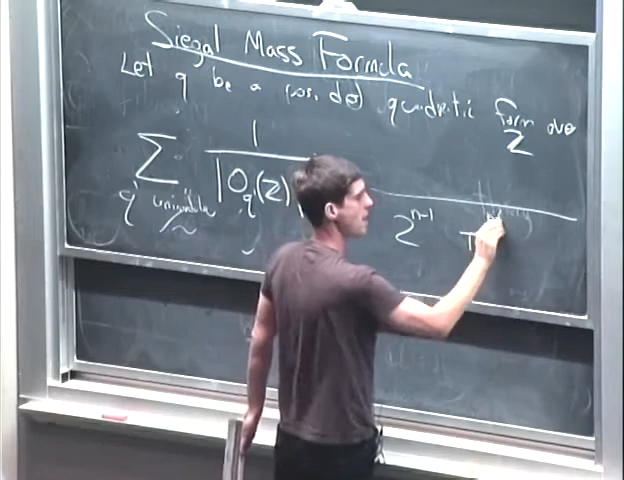 Siegal Mass Formula
Let q be a pos. def quadratic form over Z
∑ 1
|O_q'(Z)
q' unimodular / ~
2^{n-1} π